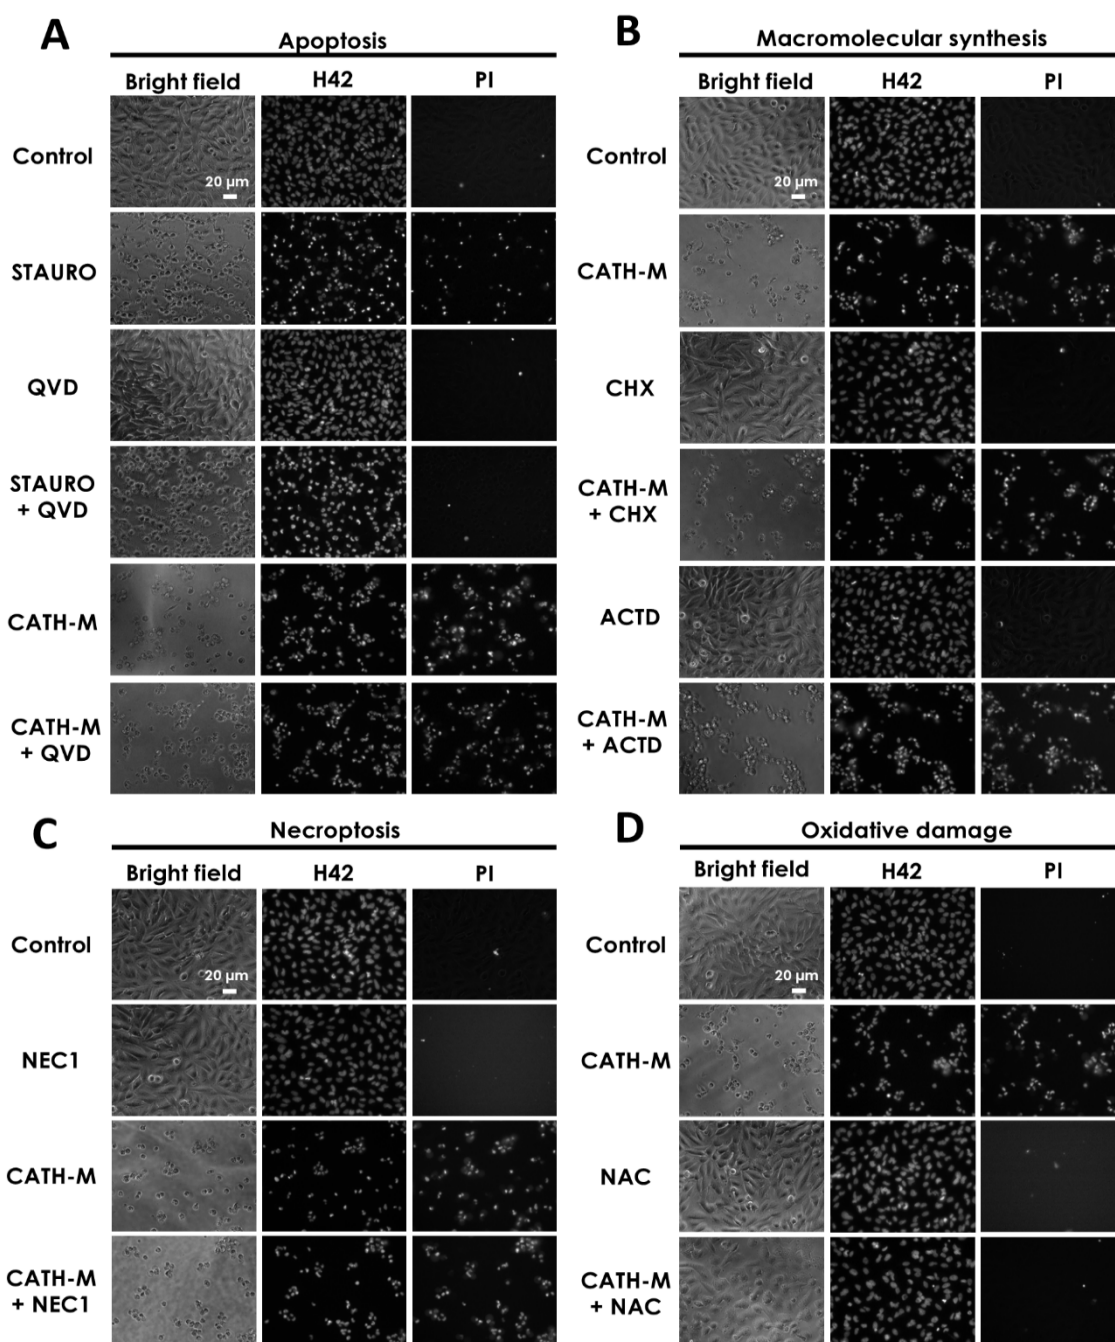 A
Apoptosis
Bright field H42 PI
Control
20 µm
STAURO
QVD
STAURO
+ QVD
CATH-M
CATH-M
+ QVD
B
Macromolecular synthesis
Bright field H42 PI
Control
20 µm
CATH-M
CHX
CATH-M
+ CHX
ACTD
CATH-M
+ ACTD
C
Necroptosis
Bright field H42 PI
Control
20 µm
NEC1
CATH-M
CATH-M
+ NEC1
D
Oxidative damage
Bright field H42 PI
Control
20 µm
CATH-M
NAC
CATH-M
+ NAC